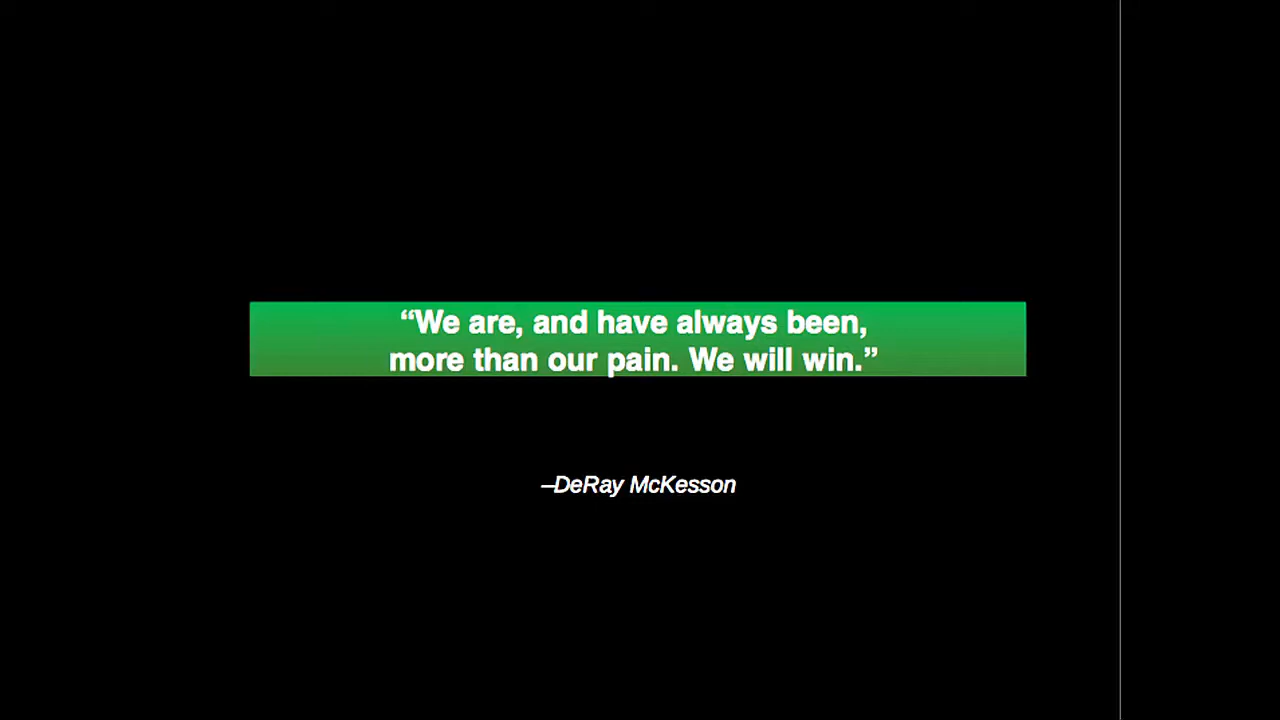 “We are, and have always been,
more than our pain. We will win.”
–DeRay McKesson